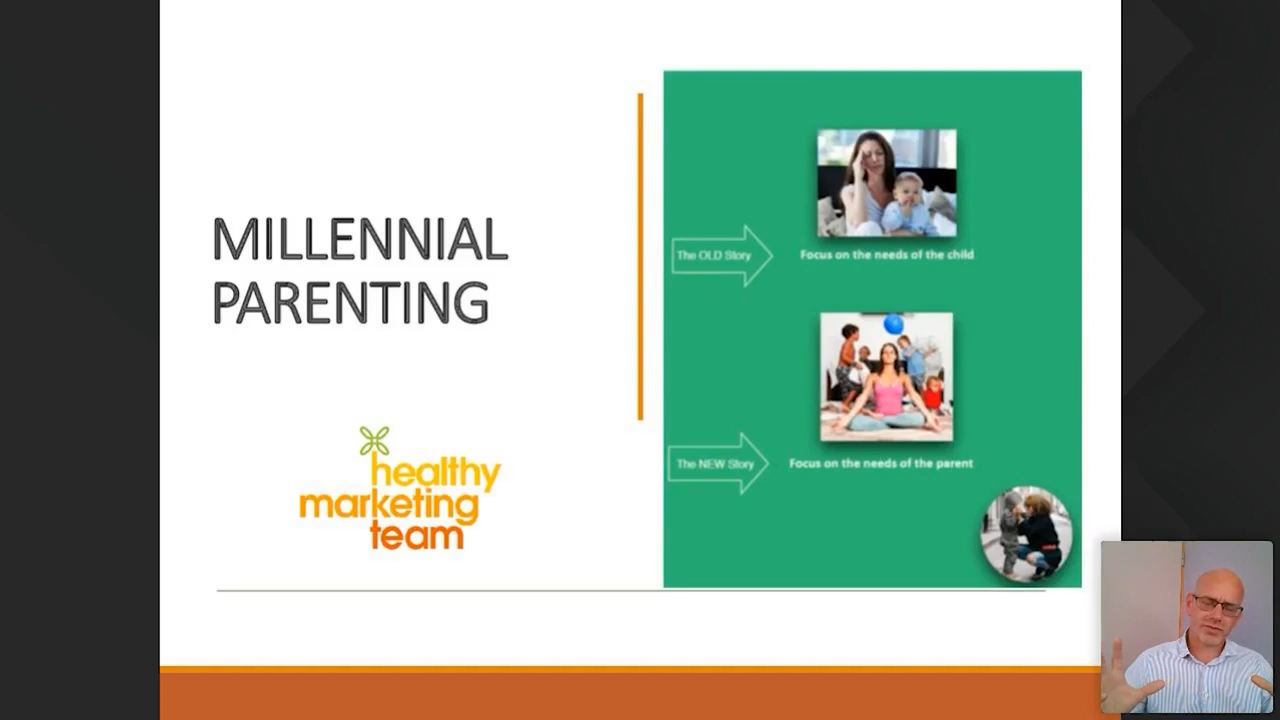 MILLENNIAL
PARENTING
healthy
marketing
team
The OLD Story
Focus on the needs of the child
The NEW Story
Focus on the needs of the parent